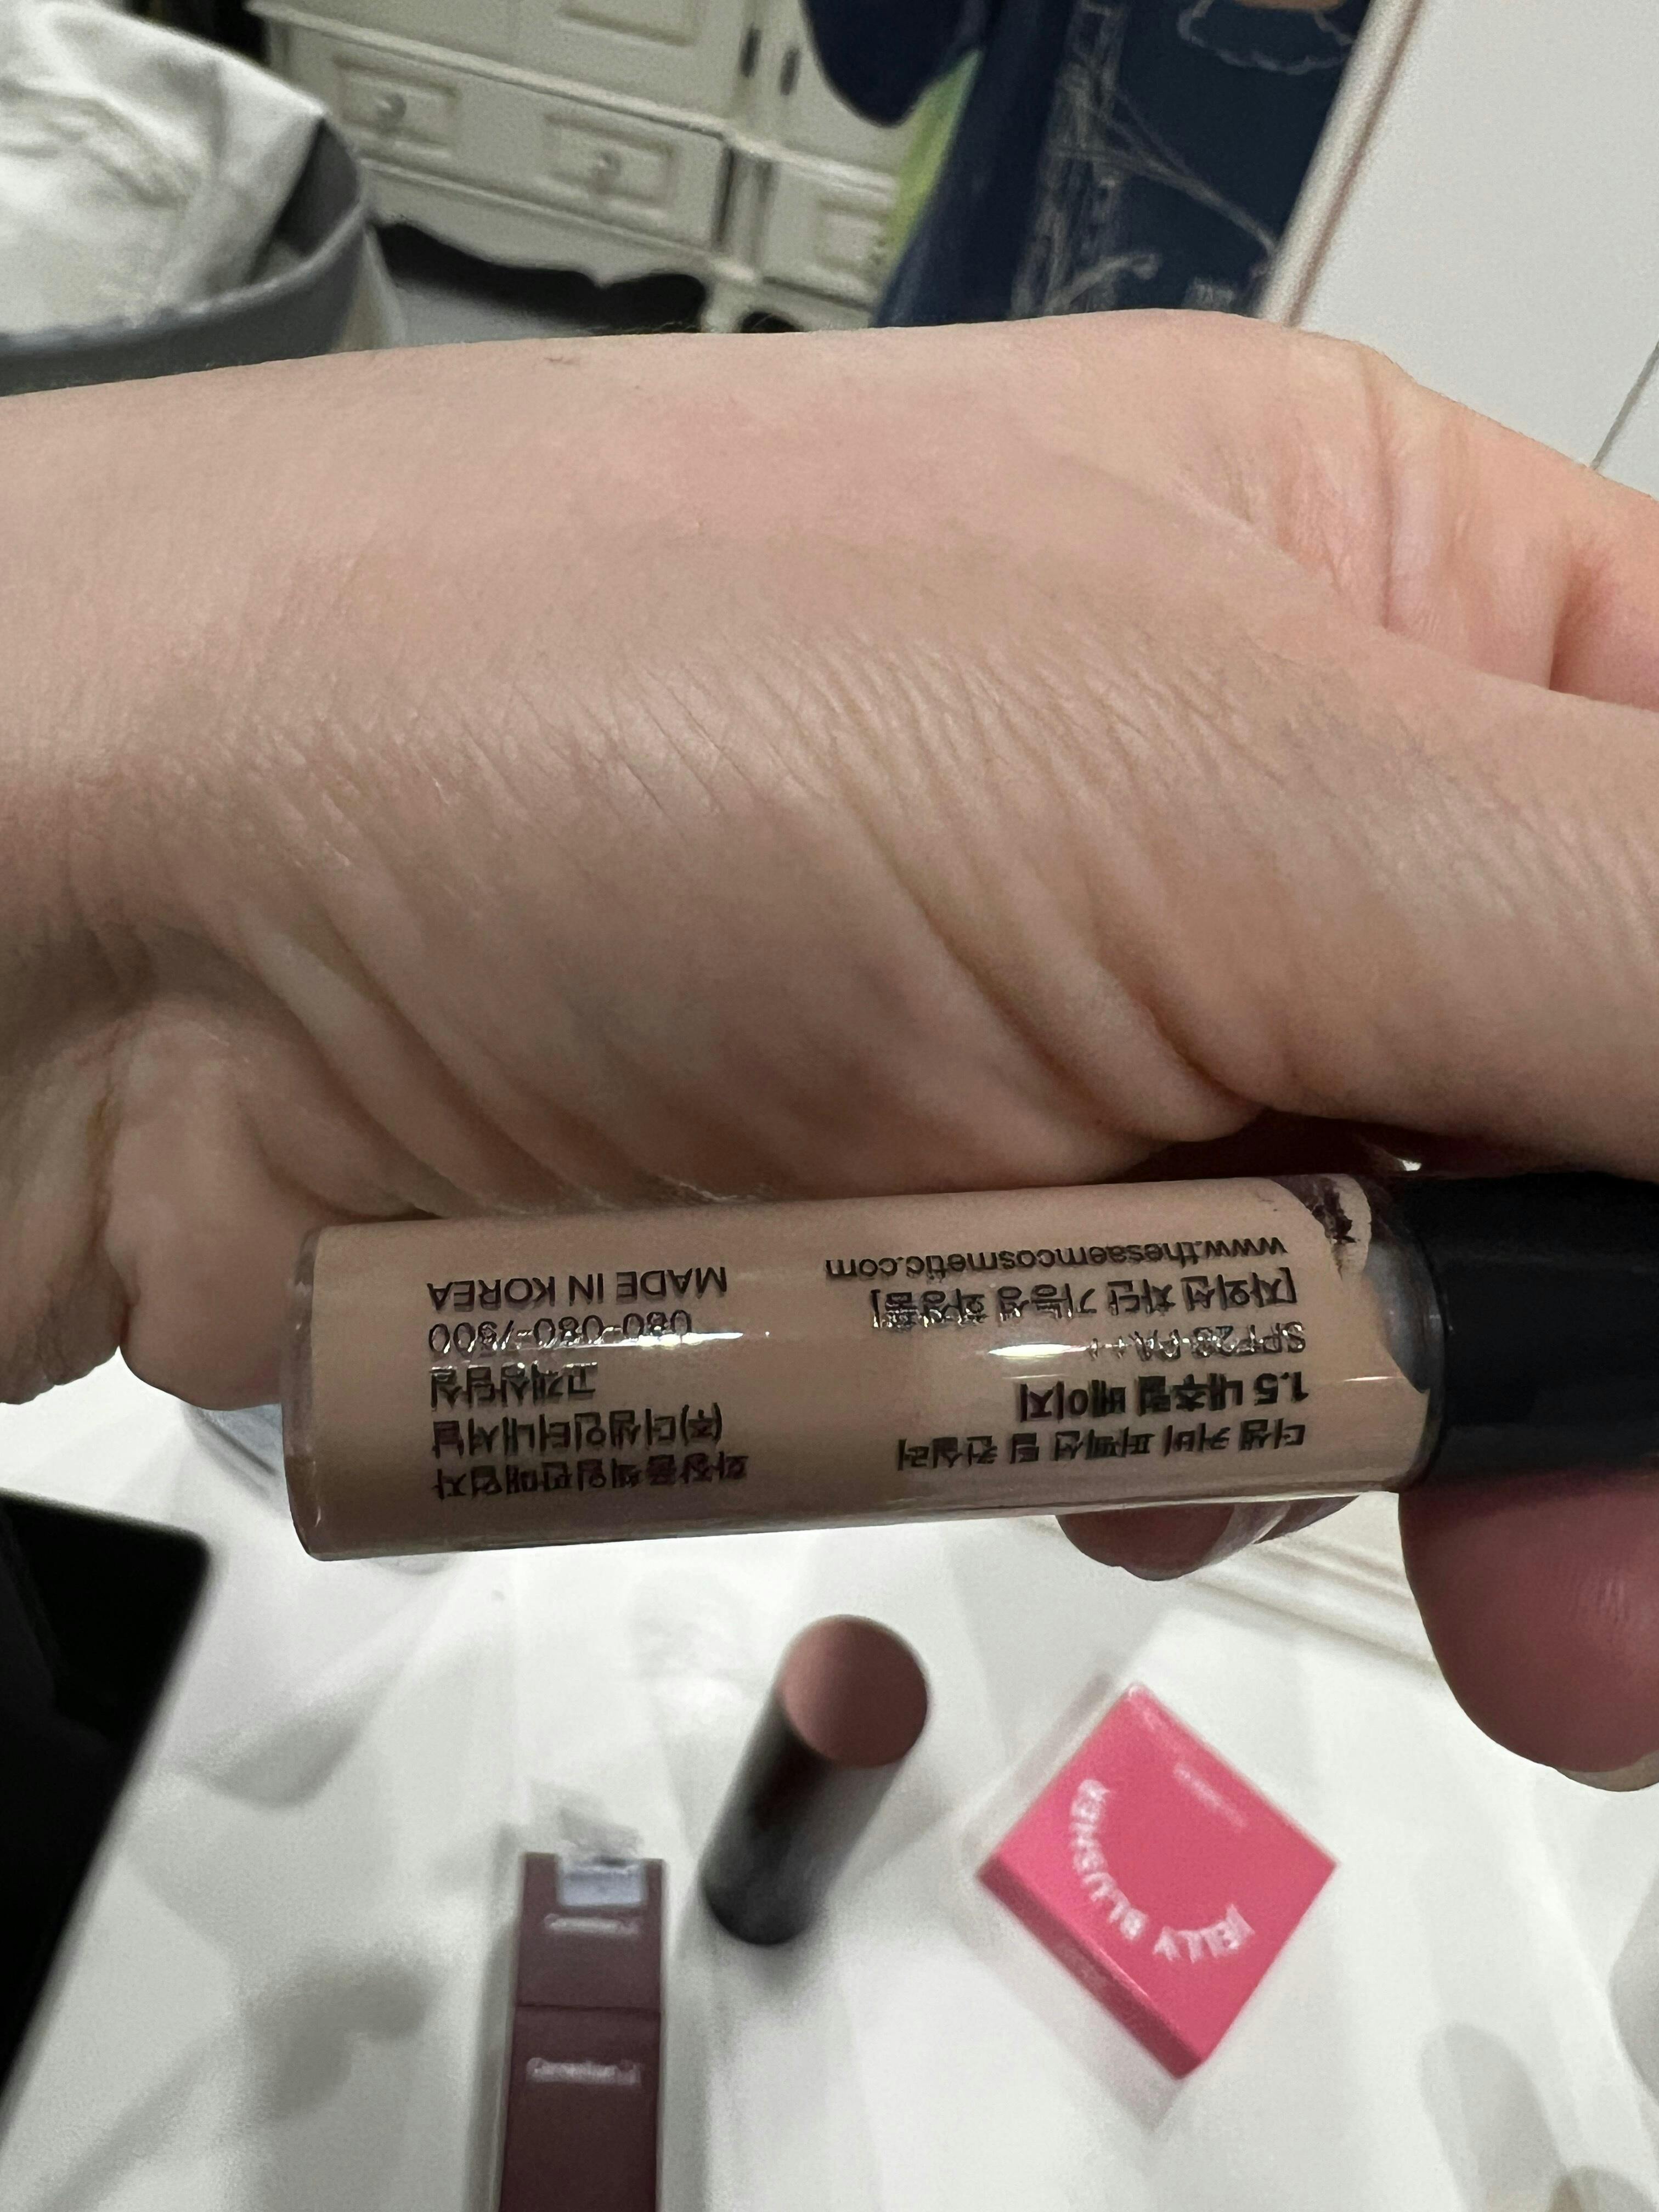 더샘 커버 퍼펙션 팁 컨실러
1.5 내추럴 베이지
SPF28 PA++
[자외선 차단 기능성 화장품]
www.thesaemcosmetic.com
화장품책임판매업자
(주)더샘인터내셔날
고객상담실
080-080-7900
MADE IN KOREA
JELLY BLUSHER